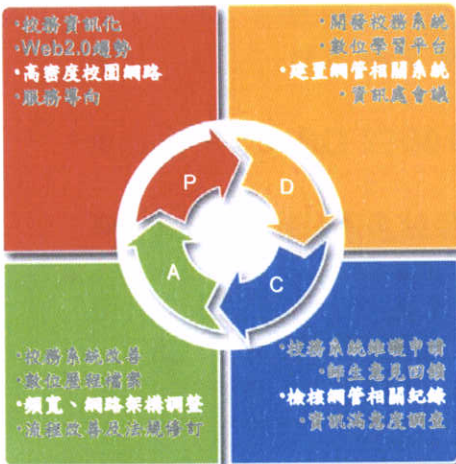 ·校務資訊化
·Web2.0趨勢
·高密度校園網路
·服務導向
·開發校務系統
·數位學習平台
·建置網管相關系統
·資訊處會議
P
D
A
C
·校務系統改善
·數位歷程檔案
·頻寬、網路架構調整
·流程改善及法規修訂
·校務系統維護申請
·師生意見回饋
·檢核網管相關紀錄
·資訊滿意度調查